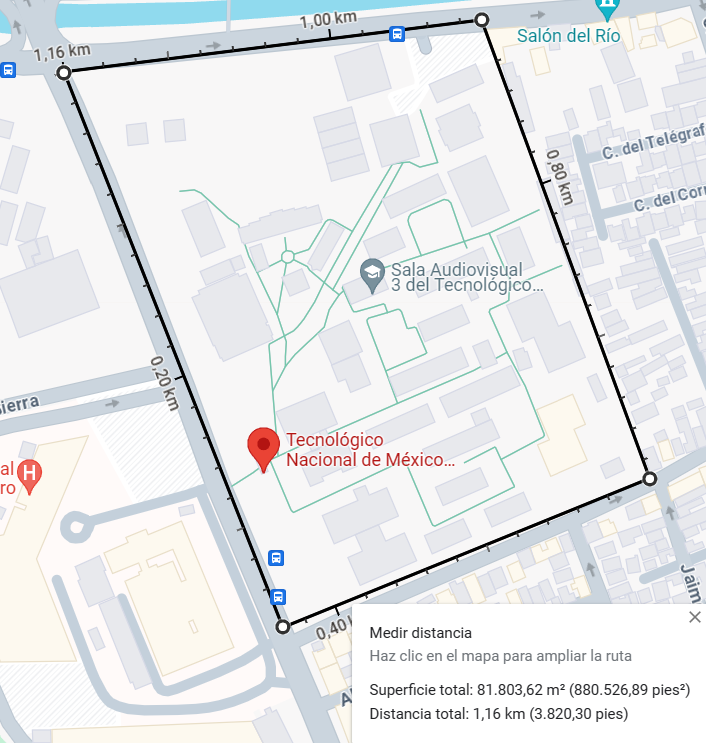 1,00 km
1,16 km
Salón del Río
C. del Telégraf
0,80 km
C. del Corr
Sala Audiovisual
3 del Tecnológico...
0,20 km
ierra
Tecnológico
Nacional de México...
H
al
ro
Jaim
0,40
Medir distancia
Haz clic en el mapa para ampliar la ruta
Superficie total: 81.803,62 m² (880.526,89 pies²)
Distancia total: 1,16 km (3.820,30 pies)